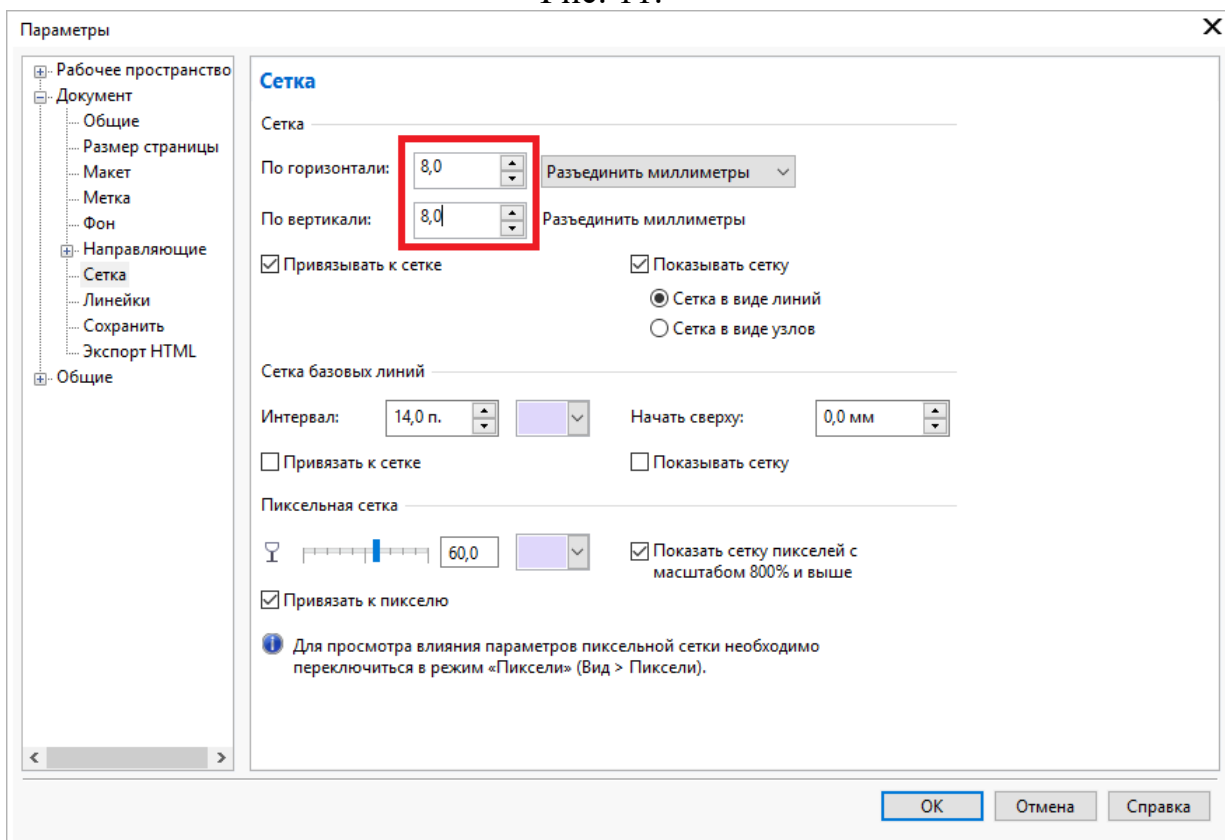 Рис. 11.
Параметры
Рабочее пространство
Документ
Общие
Размер страницы
Макет
Метка
Фон
Направляющие
Сетка
Линейки
Сохранить
Экспорт HTML
Общие
Сетка
Сетка
По горизонтали: 8,0 Разъединить миллиметры
По вертикали: 8,0 Разъединить миллиметры
Привязывать к сетке Показывать сетку
Сетка в виде линий
Сетка в виде узлов
Сетка базовых линий
Интервал: 14,0 п. Начать сверху: 0,0 мм
Привязать к сетке Показывать сетку
Пиксельная сетка
60,0 Показать сетку пикселей с
масштабом 800% и выше
Привязать к пикселю
Для просмотра влияния параметров пиксельной сетки необходимо
переключиться в режим «Пиксели» (Вид > Пиксели).
ОК Отмена Справка